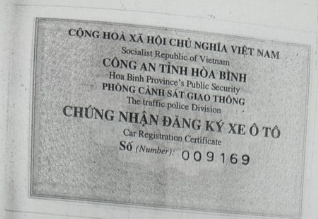 CỘNG HOÀ XÃ HỘI CHỦ NGHĨA VIỆT NAM
Socialist Republic of Vietnam
CÔNG AN TỈNH HÒA BÌNH
Hoa Binh Province's Public Security
PHÒNG CẢNH SÁT GIAO THÔNG
The traffic police Division
CHỨNG NHẬN ĐĂNG KÝ XE Ô TÔ
Car Registration Certificate
Số (Number): 009169